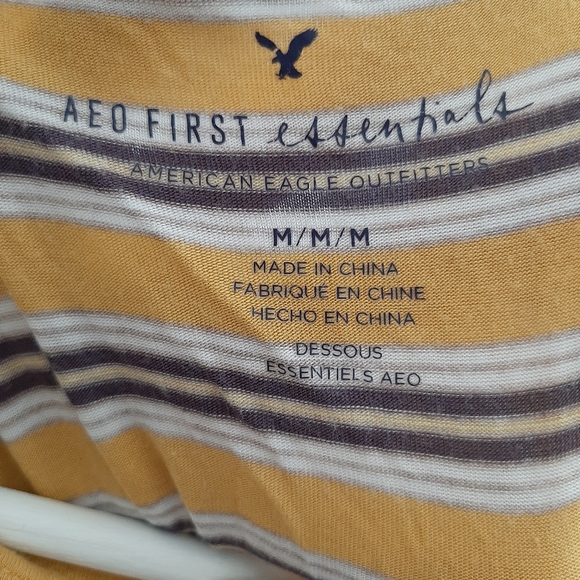 AEO FIRST essentials
AMERICAN EAGLE OUTFITTERS
M/M/M
MADE IN CHINA
FABRIQUÉ EN CHINE
HECHO EN CHINA
DESSOUS
ESSENTIELS AEO